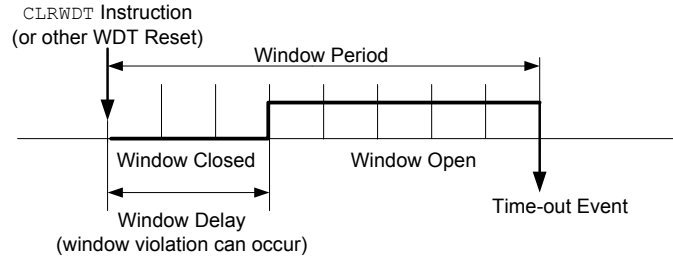 CLRWDT Instruction
(or other WDT Reset)
Window Period
Window Closed
Window Open
Window Delay
(window violation can occur)
Time-out Event